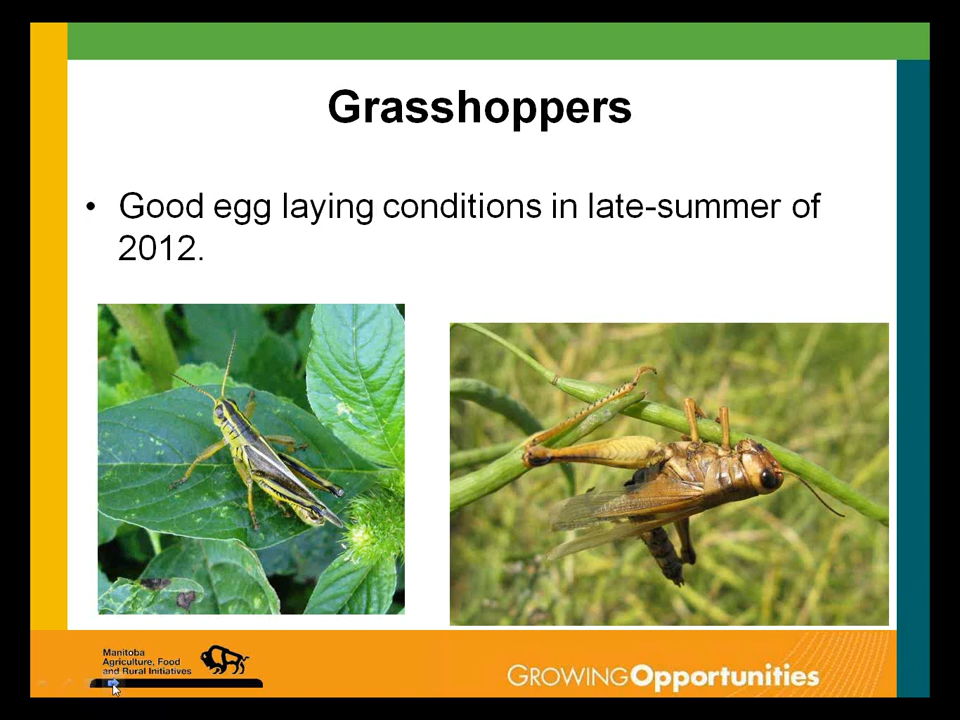 Grasshoppers
• Good egg laying conditions in late-summer of
2012.
Manitoba
Agriculture, Food
and Rural Initiatives
GROWING Opportunities